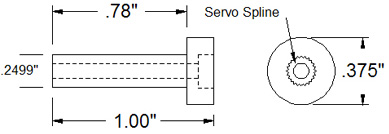 .78"
Servo Spline
.2499"
.375"
1.00"